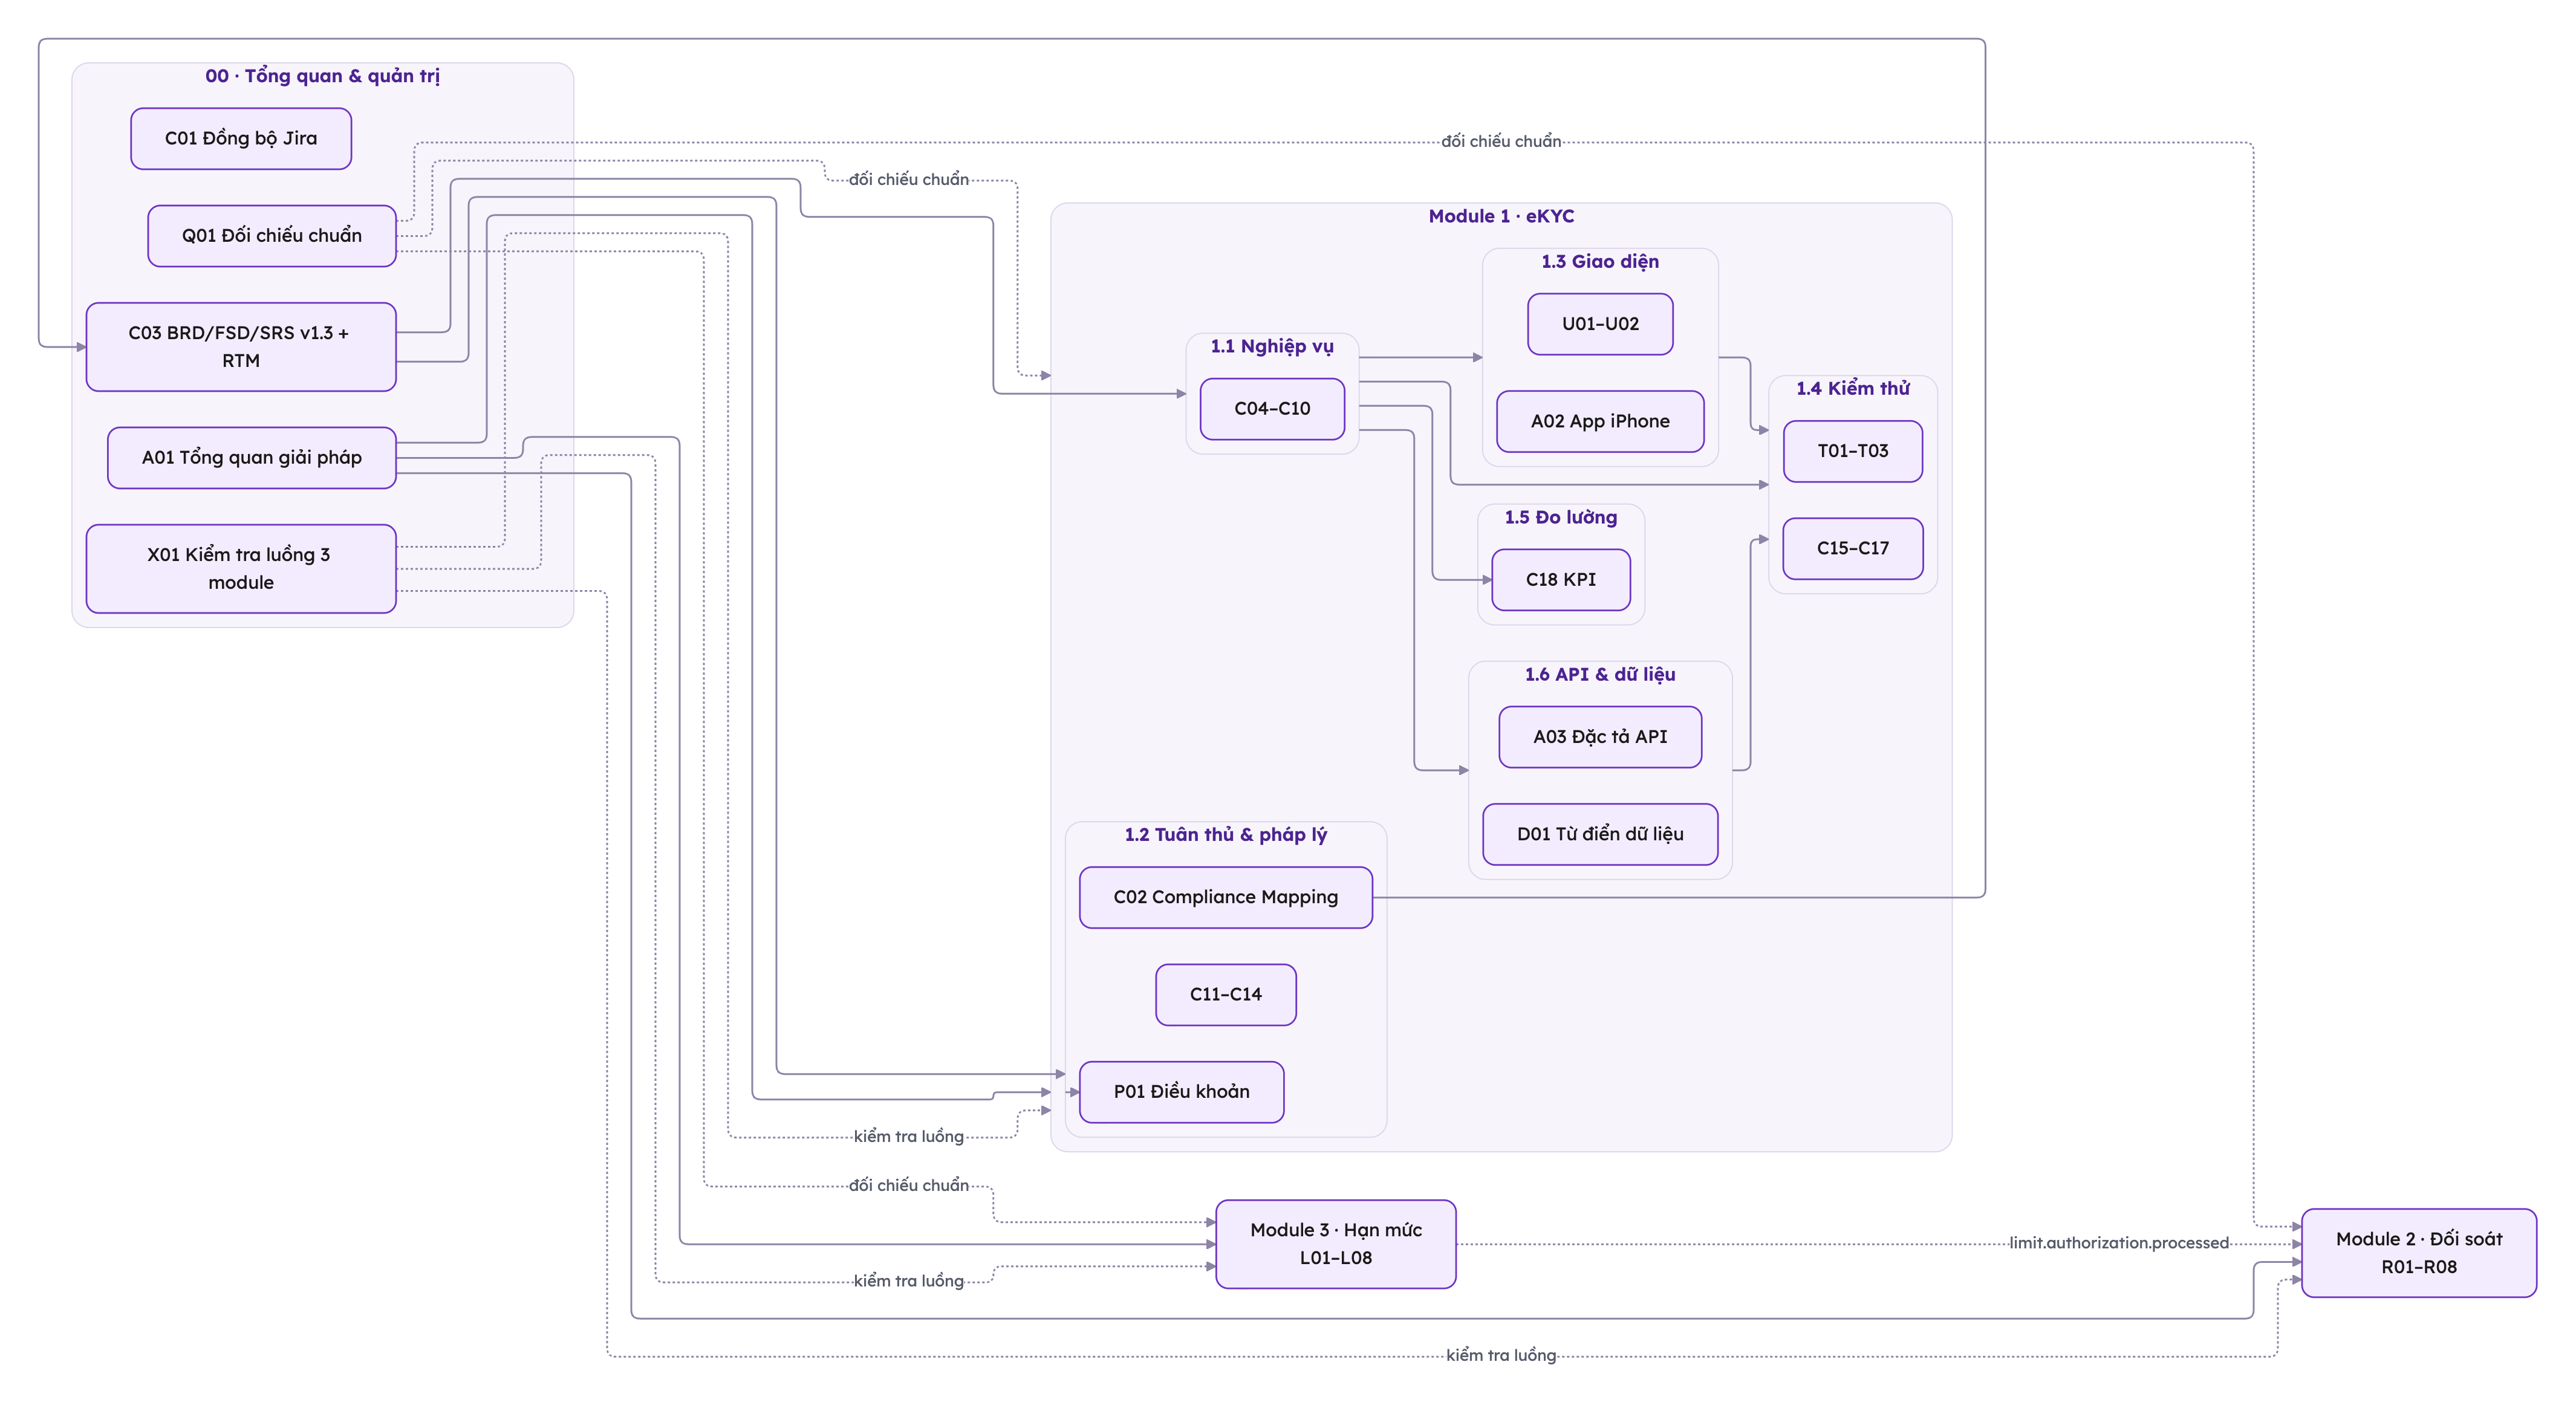 00 · Tổng quan & quản trị
C01 Đồng bộ Jira
Q01 Đối chiếu chuẩn
C03 BRD/FSD/SRS v1.3 +
RTM
A01 Tổng quan giải pháp
X01 Kiểm tra luồng 3
module
đối chiếu chuẩn
đối chiếu chuẩn
Module 1 · eKYC
1.1 Nghiệp vụ
C04–C10
1.3 Giao diện
U01–U02
A02 App iPhone
1.4 Kiểm thử
T01–T03
C15–C17
1.5 Đo lường
C18 KPI
1.6 API & dữ liệu
A03 Đặc tả API
D01 Từ điển dữ liệu
1.2 Tuân thủ & pháp lý
C02 Compliance Mapping
C11–C14
P01 Điều khoản
kiểm tra luồng
đối chiếu chuẩn
kiểm tra luồng
Module 3 · Hạn mức
L01–L08
limit.authorization.processed
Module 2 · Đối soát
R01–R08
kiểm tra luồng